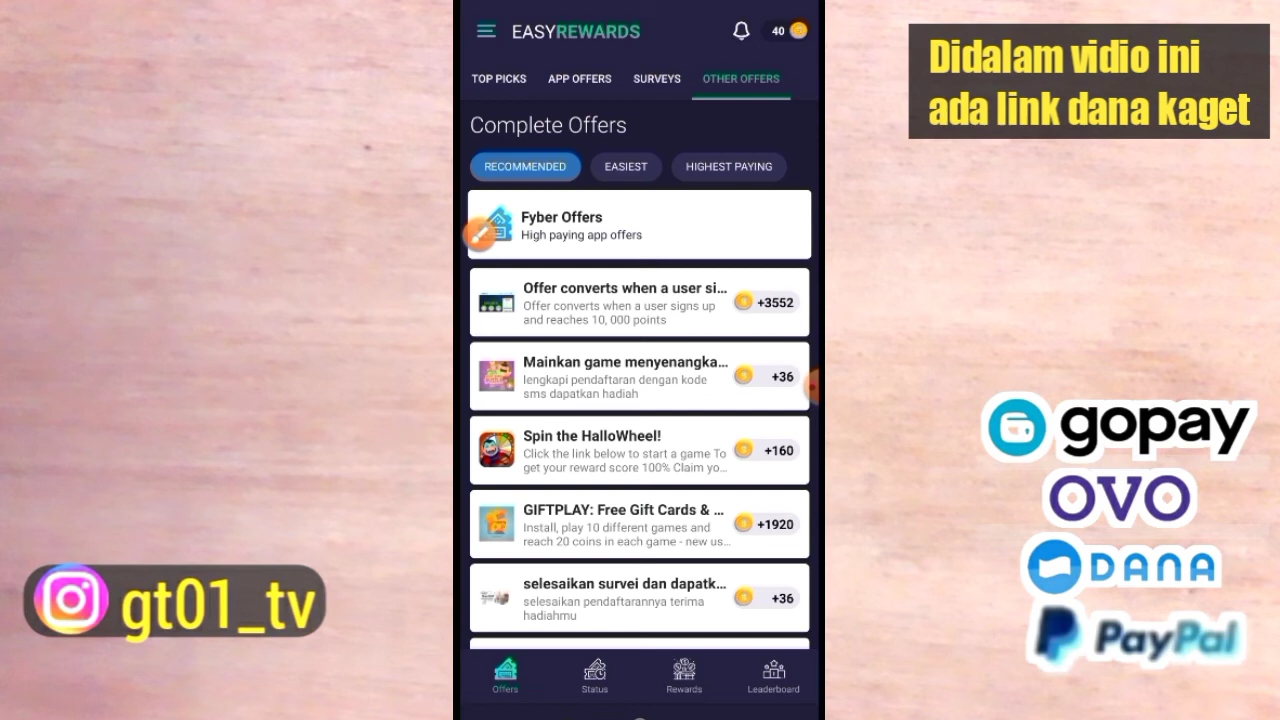 EASYREWARDS
40
TOP PICKS
APP OFFERS
SURVEYS
OTHER OFFERS
Complete Offers
RECOMMENDED
EASIEST
HIGHEST PAYING
Fyber Offers
High paying app offers
Offer converts when a user si...
Offer converts when a user signs up
and reaches 10, 000 points
+3552
Mainkan game menyenangka...
lengkapi pendaftaran dengan kode
sms dapatkan hadiah
+36
Spin the HalloWheel!
Click the link below to start a game To
get your reward score 100% Claim yo...
+160
GIFTPLAY: Free Gift Cards & ...
Install, play 10 different games and
reach 20 coins in each game - new us...
+1920
selesaikan survei dan dapatk...
selesaikan pendaftarannya terima
hadiahmu
+36
Offers
Status
Rewards
Leaderboard
Didalam vidio ini
ada link dana kaget
gopay
OVO
DANA
PayPal
gt01_tv